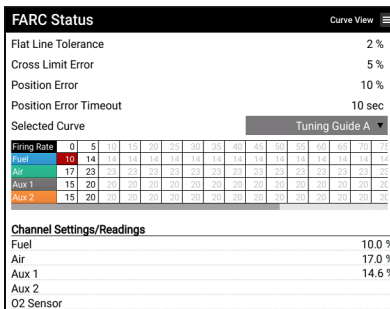 FARC Status Curve View
Flat Line Tolerance 2 %
Cross Limit Error 5 %
Position Error 10 %
Position Error Timeout 10 sec
Selected Curve Tuning Guide A
Firing Rate 0 5 10 15 20 25 30 35 40 45 50 55 60 65 70 75
Fuel 10 14 14 14 14 14 14 14 14 14 14 14 14 14 14 14
Air 17 23 23 23 23 23 23 23 23 23 23 23 23 23 23 23
Aux 1 15 20 20 20 20 20 20 20 20 20 20 20 20 20 20 20
Aux 2 15 20 20 20 20 20 20 20 20 20 20 20 20 20 20 20
Channel Settings/Readings
Fuel 10.0 %
Air 17.0 %
Aux 1 14.6 %
Aux 2
O2 Sensor